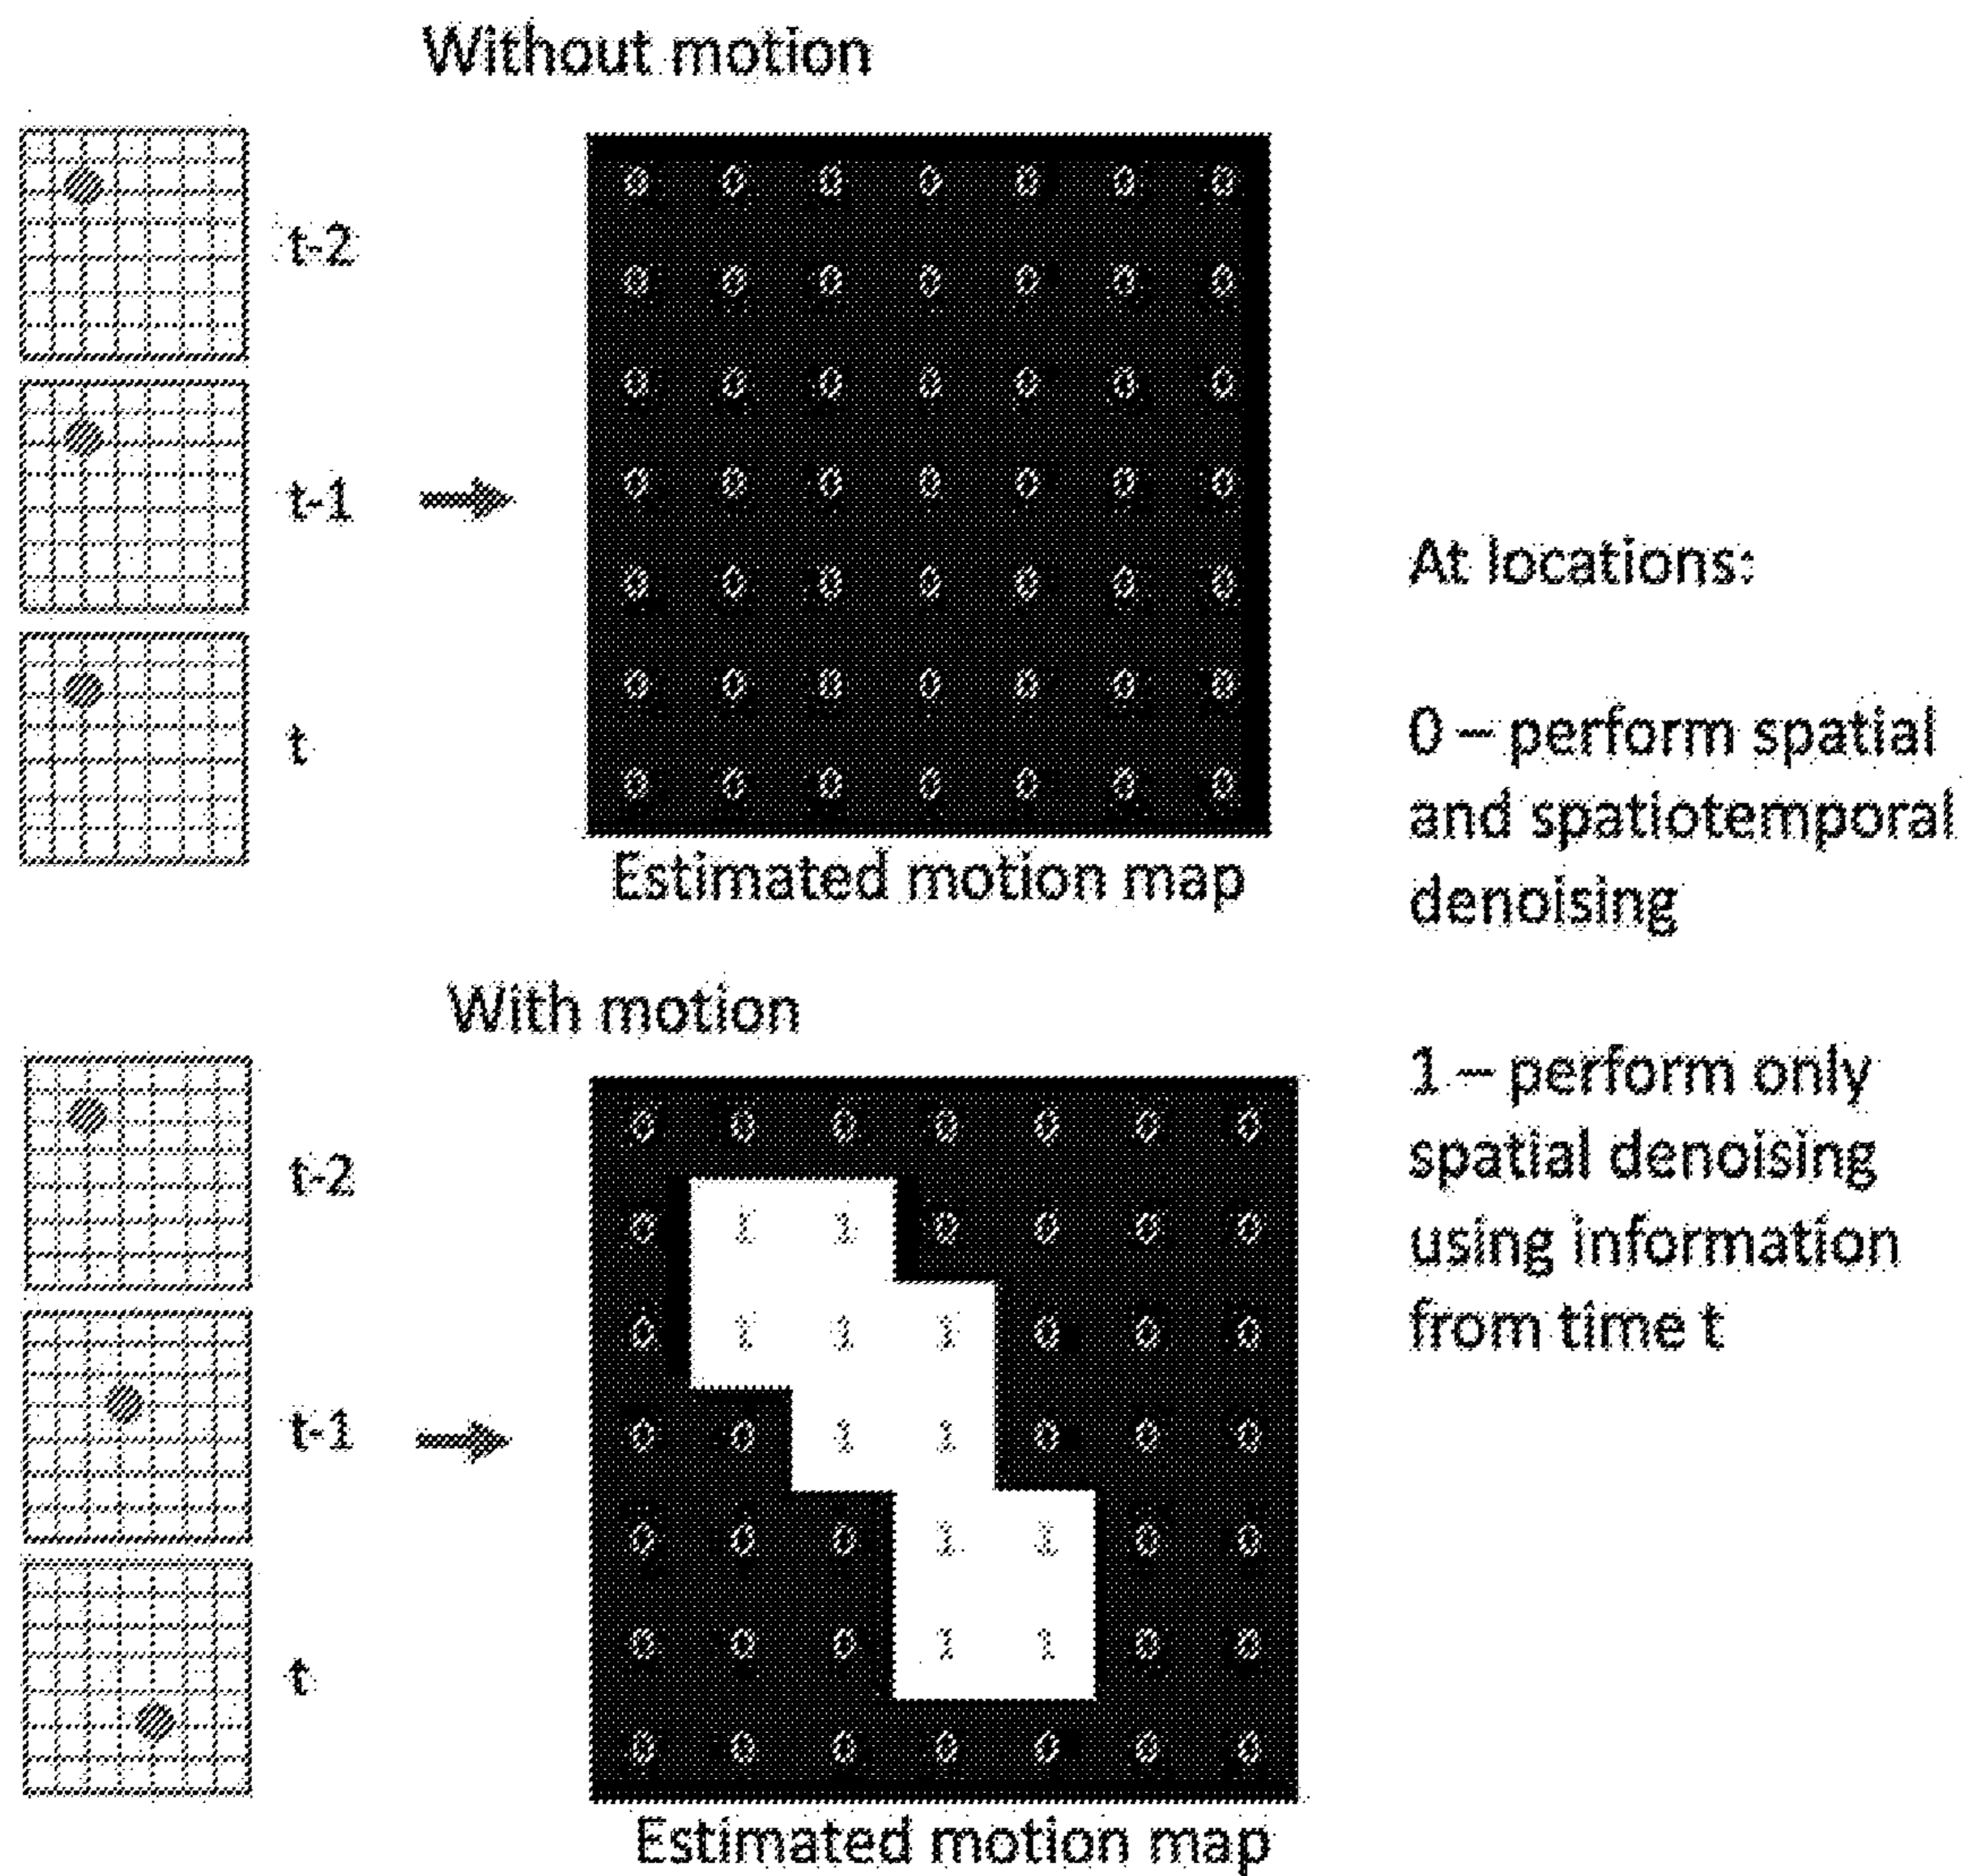 Without motion
t-2
t-1
t
0 0 0 0 0 0 0
0 0 0 0 0 0 0
0 0 0 0 0 0 0
0 0 0 0 0 0 0
0 0 0 0 0 0 0
0 0 0 0 0 0 0
0 0 0 0 0 0 0
Estimated motion map
With motion
t-2
t-1
t
0 0 0 0 0 0 0
0 1 1 0 0 0 0
0 1 1 1 0 0 0
0 0 1 1 0 0 0
0 0 0 1 1 0 0
0 0 0 1 1 0 0
0 0 0 0 0 0 0
Estimated motion map
At locations:
0 – perform spatial
and spatiotemporal
denoising
1 – perform only
spatial denoising
using information
from time t